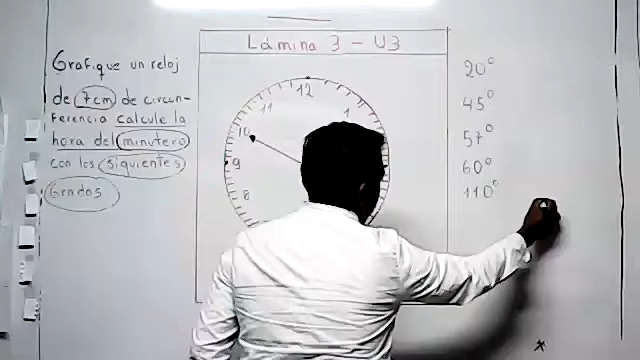 Lámina 3 - U3
Grafique un reloj
de 7cm de circun-
ferencia calcule la
hora del minutero
con los siguientes
Grados
12
11
1
10
9
8
20°
45°
57°
60°
110°